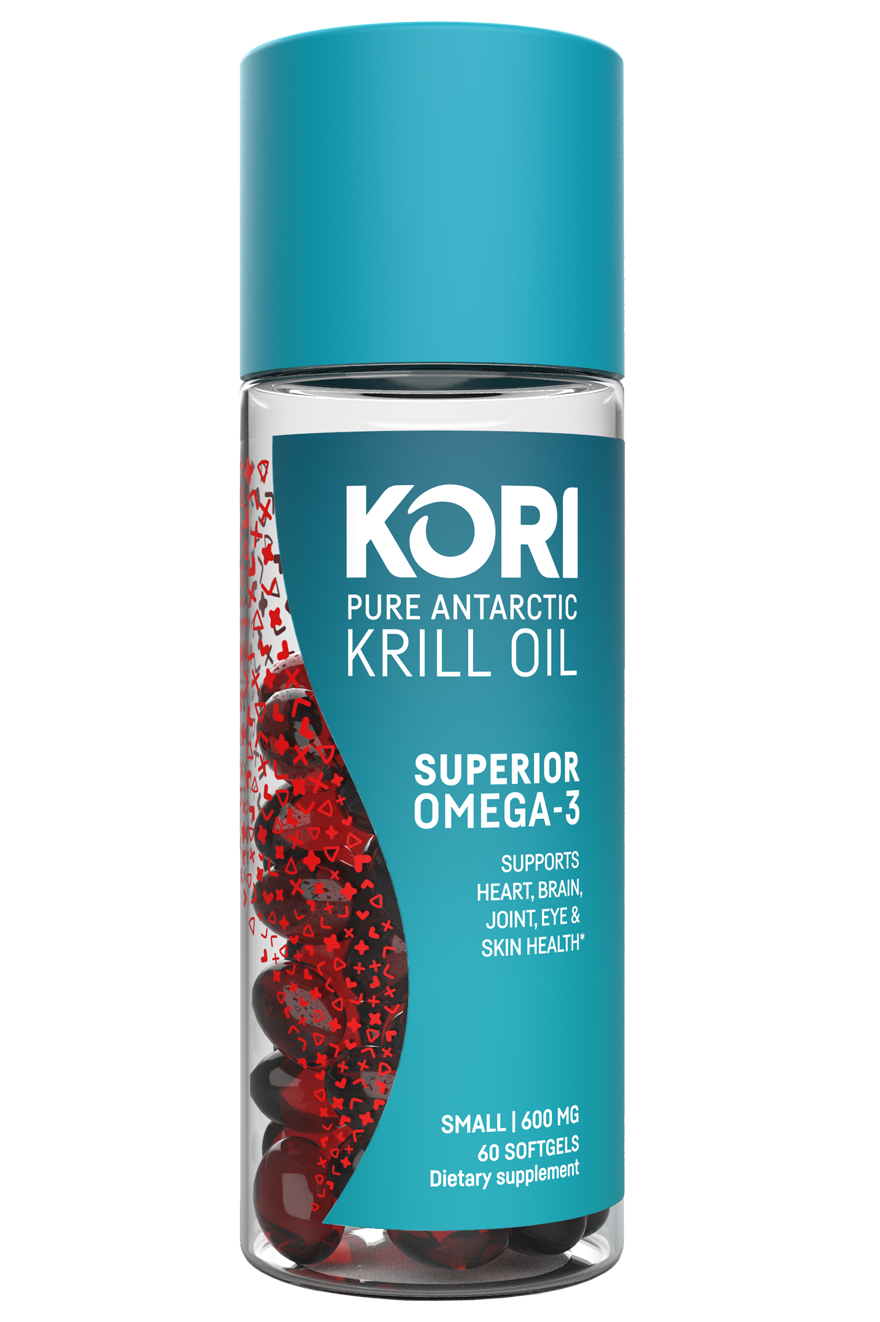 KORI
PURE ANTARCTIC
KRILL OIL
SUPERIOR
OMEGA-3
SUPPORTS
HEART, BRAIN,
JOINT, EYE &
SKIN HEALTH*
SMALL | 600 MG
60 SOFTGELS
Dietary supplement